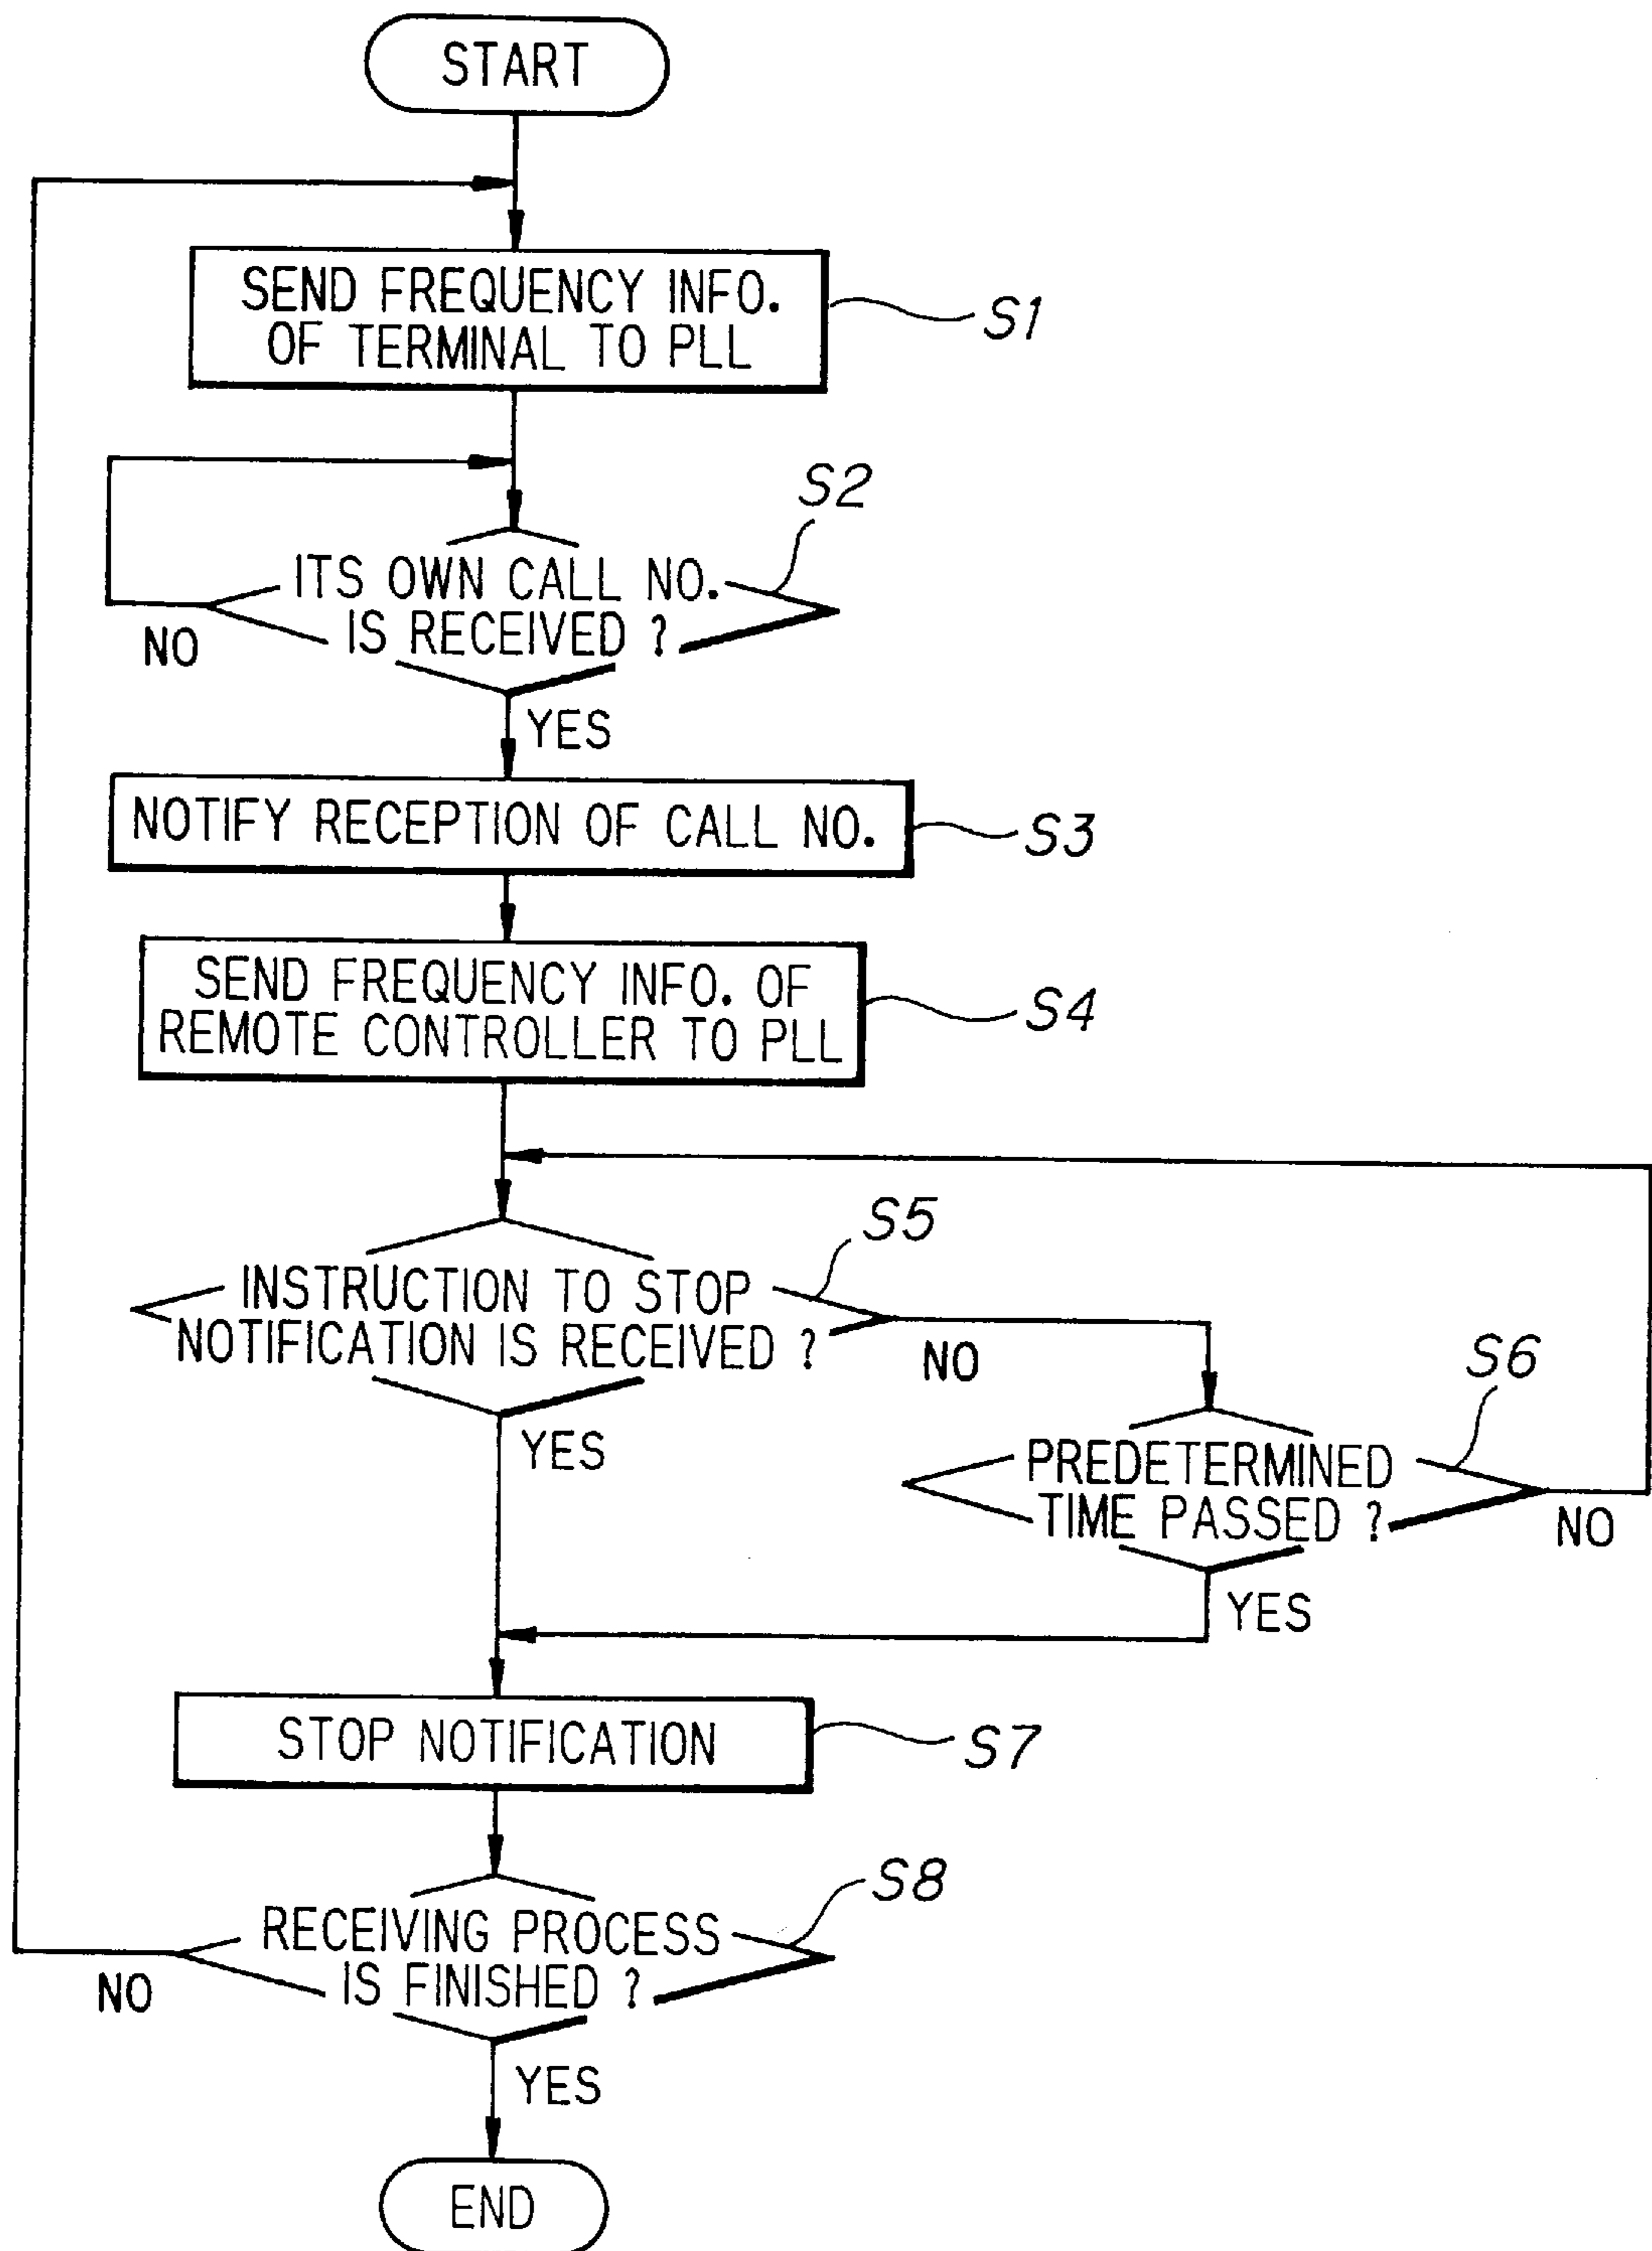 START
SEND FREQUENCY INFO.
OF TERMINAL TO PLL
S1
S2
ITS OWN CALL NO.
IS RECEIVED ?
NO
YES
NOTIFY RECEPTION OF CALL NO.
S3
SEND FREQUENCY INFO. OF
REMOTE CONTROLLER TO PLL
S4
S5
INSTRUCTION TO STOP
NOTIFICATION IS RECEIVED ?
NO
YES
S6
PREDETERMINED
TIME PASSED ?
NO
YES
STOP NOTIFICATION
S7
S8
RECEIVING PROCESS
IS FINISHED ?
NO
YES
END